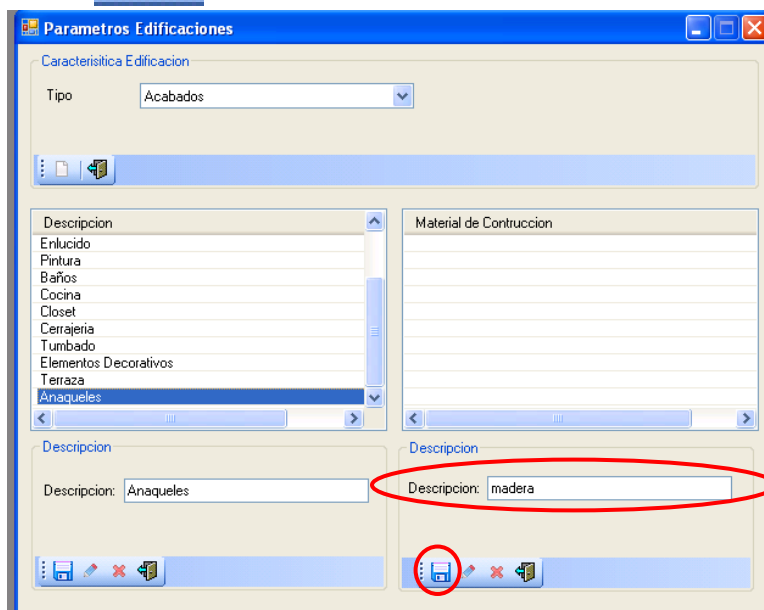 Parametros Edificaciones
Caracterisitica Edificacion
Tipo Acabados
Descripcion
Enlucido
Pintura
Baños
Cocina
Closet
Cerrajeria
Tumbado
Elementos Decorativos
Terraza
Anaqueles
Material de Contruccion
Descripcion
Descripcion: Anaqueles
Descripcion
Descripcion: madera